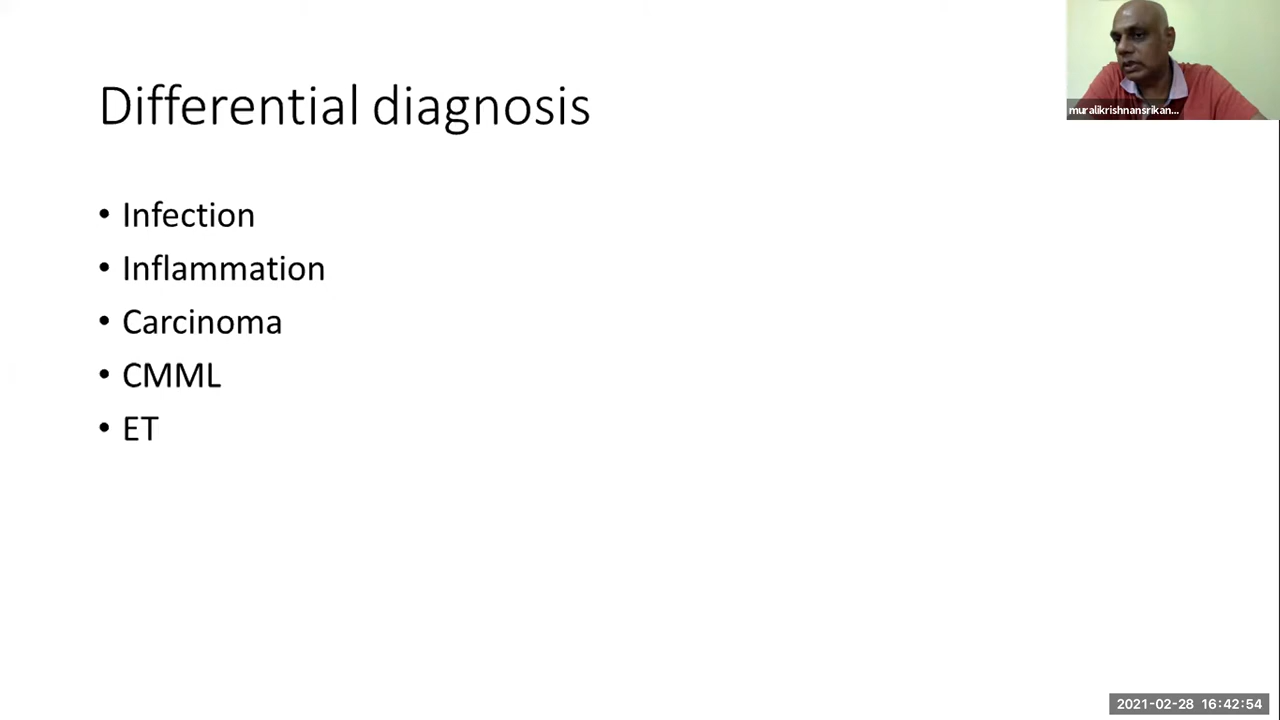 Differential diagnosis
muralikrishnansrikan...
• Infection
• Inflammation
• Carcinoma
• CMML
• ET
2021-02-28 16:42:54